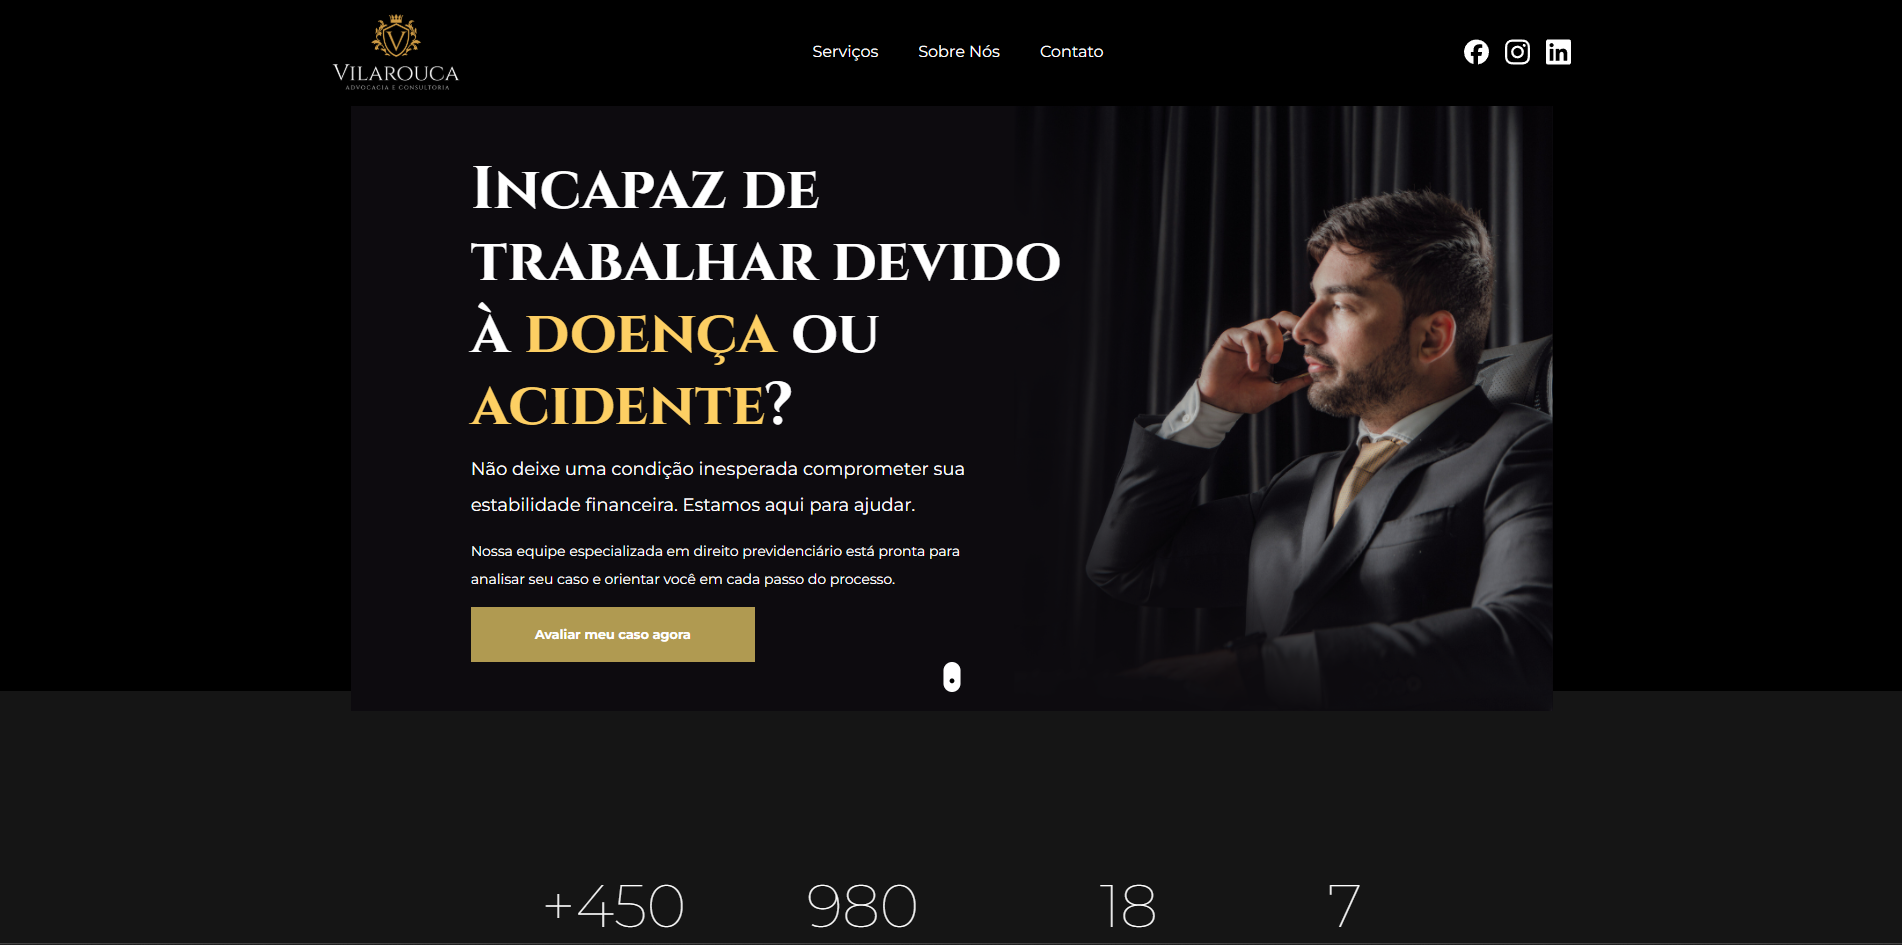 V
VILAROUCA
ADVOCACIA E CONSULTORIA
Serviços
Sobre Nós
Contato
INCAPAZ DE
TRABALHAR DEVIDO
À DOENÇA OU
ACIDENTE?
Não deixe uma condição inesperada comprometer sua
estabilidade financeira. Estamos aqui para ajudar.
Nossa equipe especializada em direito previdenciário está pronta para
analisar seu caso e orientar você em cada passo do processo.
Avaliar meu caso agora
+450
980
18
7